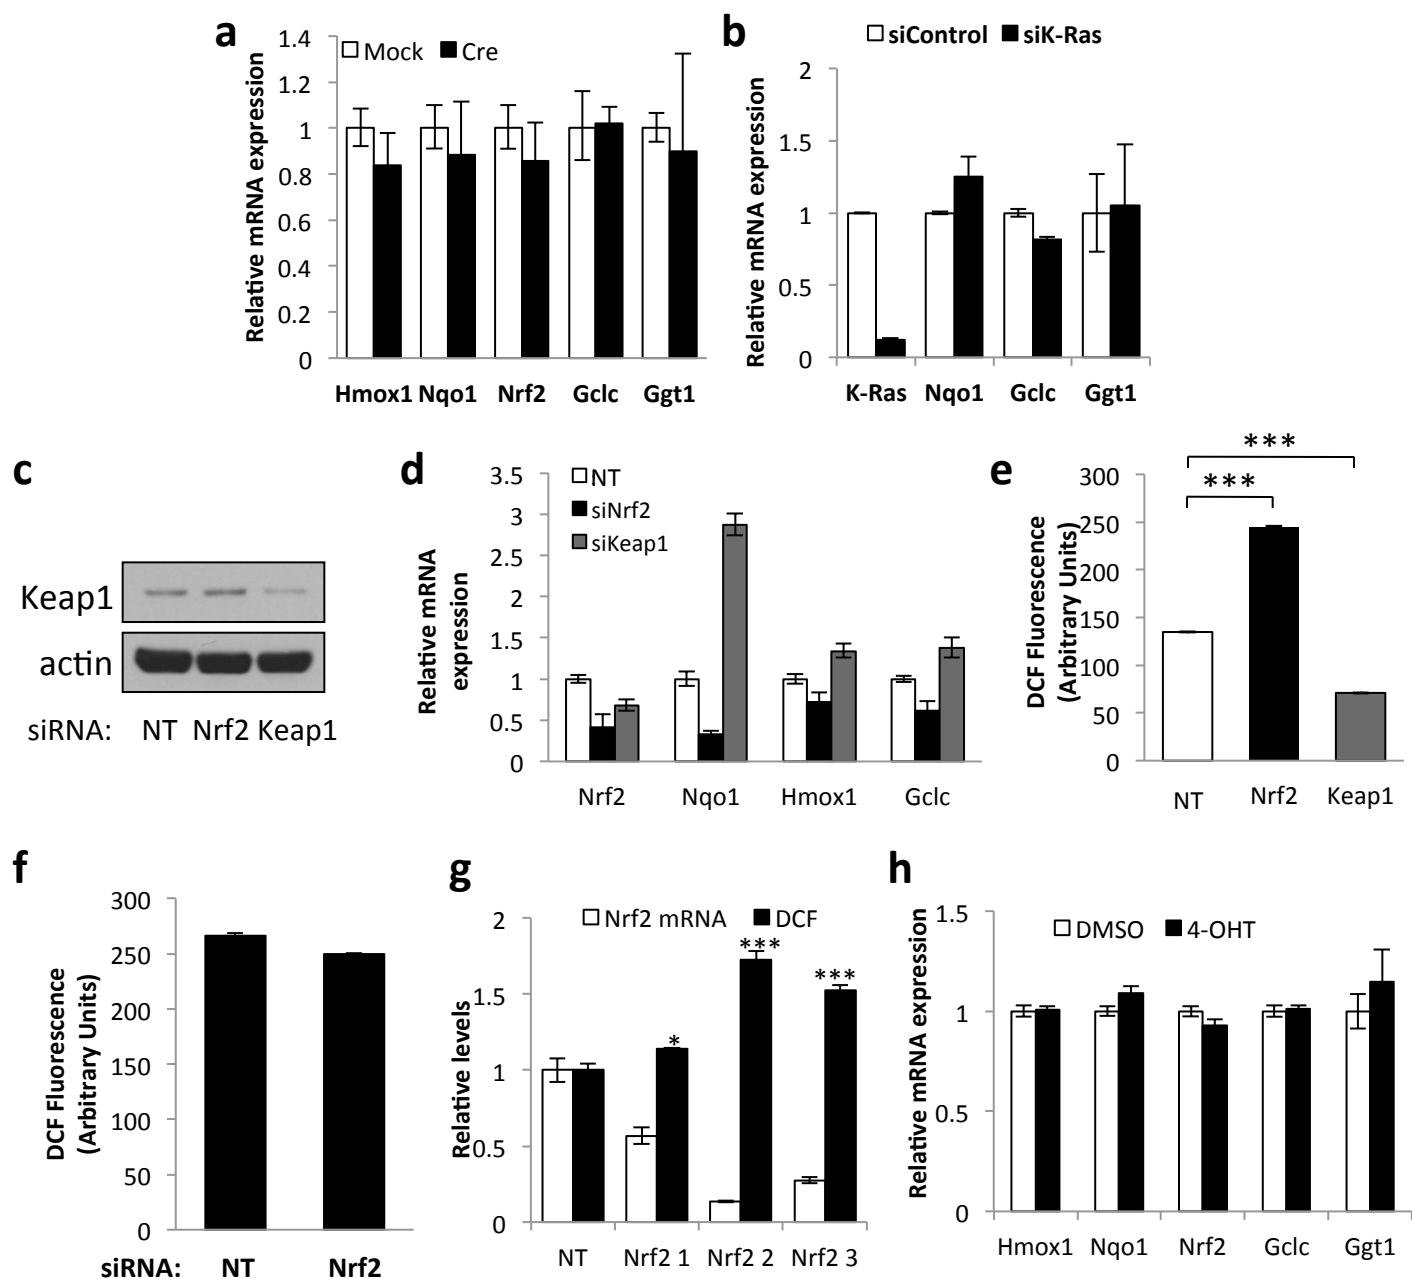 a
Mock Cre
Relative mRNA expression
1.4
1.2
1
0.8
0.6
0.4
0.2
0
Hmox1 Nqo1 Nrf2 Gclc Ggt1
b
siControl siK-Ras
Relative mRNA expression
2
1.5
1
0.5
0
K-Ras Nqo1 Gclc Ggt1
c
Keap1
actin
siRNA: NT Nrf2 Keap1
d
NT
siNrf2
siKeap1
Relative mRNA
expression
3.5
3
2.5
2
1.5
1
0.5
0
Nrf2 Nqo1 Hmox1 Gclc
e
***
***
DCF Fluorescence
(Arbitrary Units)
300
250
200
150
100
50
0
NT Nrf2 Keap1
f
DCF Fluorescence
(Arbitrary Units)
300
250
200
150
100
50
0
siRNA: NT Nrf2
g
Nrf2 mRNA DCF
Relative levels
2
1.5
1
0.5
0
*
***
***
NT Nrf2 1 Nrf2 2 Nrf2 3
h
DMSO 4-OHT
Relative mRNA expression
1.5
1
0.5
0
Hmox1 Nqo1 Nrf2 Gclc Ggt1